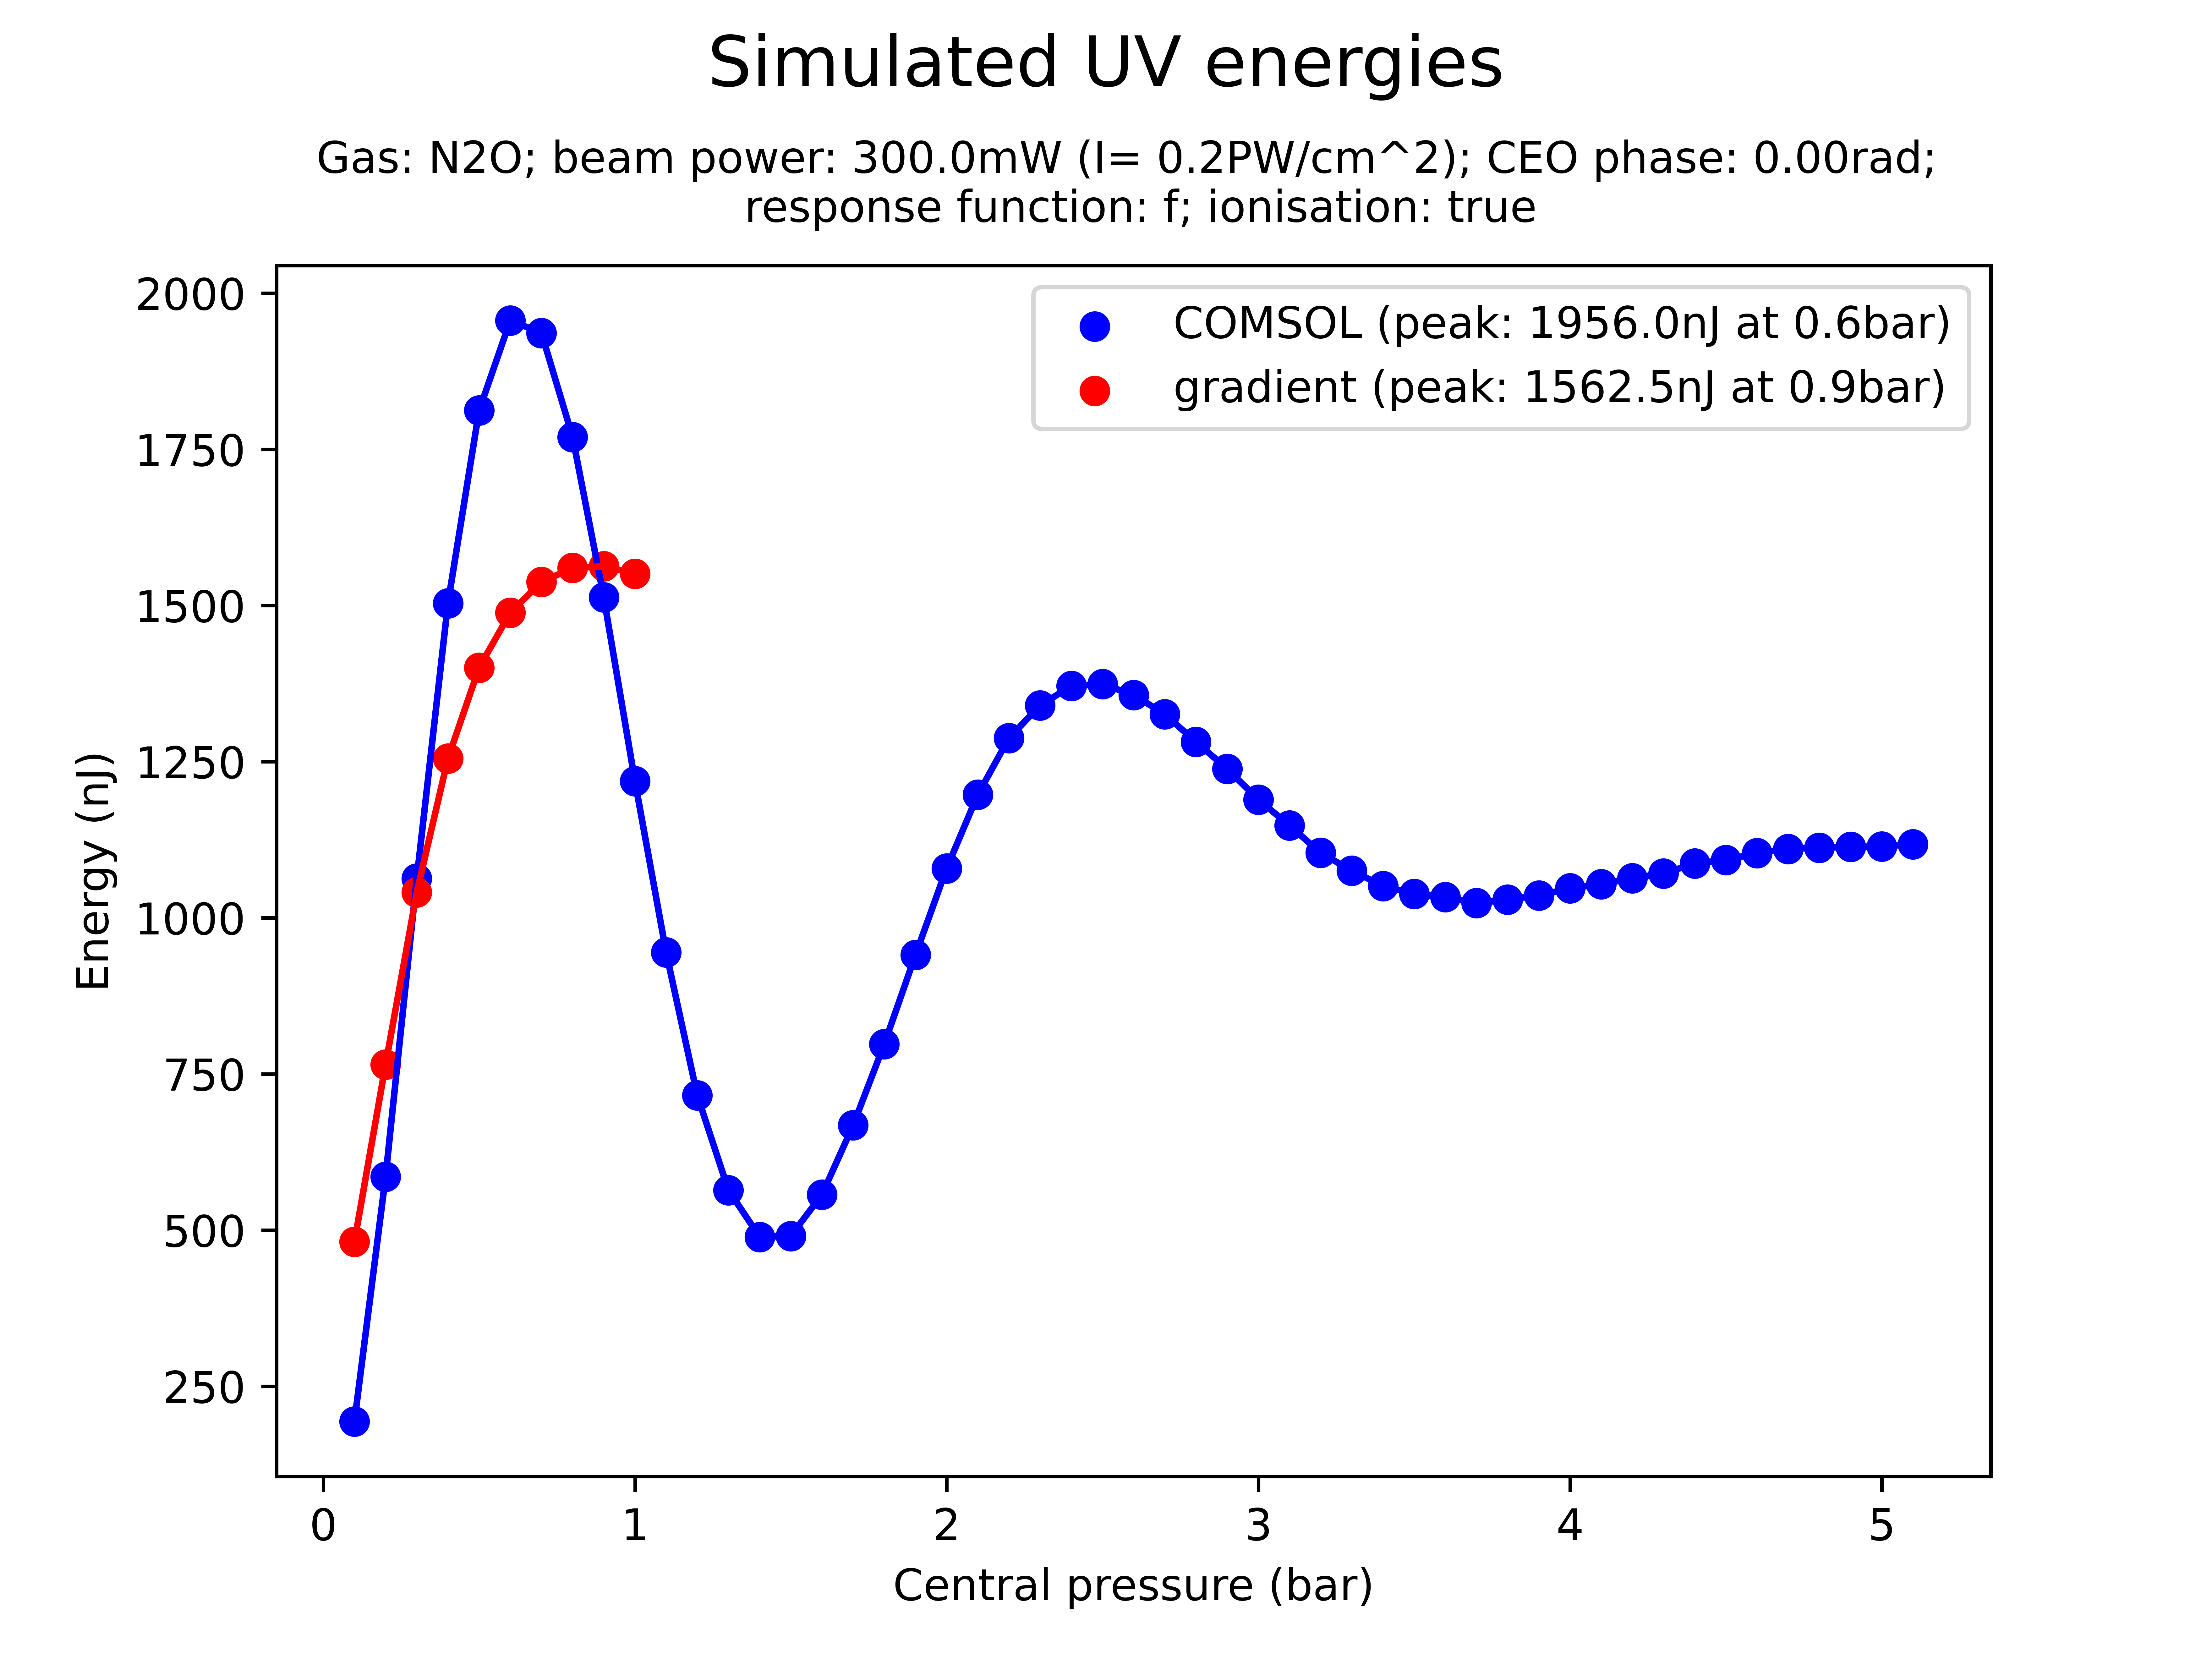 Simulated UV energies
Gas: N2O; beam power: 300.0mW (I= 0.2PW/cm^2); CEO phase: 0.00rad;
response function: f; ionisation: true
COMSOL (peak: 1956.0nJ at 0.6bar)
gradient (peak: 1562.5nJ at 0.9bar)
2000
1750
1500
1250
1000
750
500
250
Energy (nJ)
0 1 2 3 4 5
Central pressure (bar)